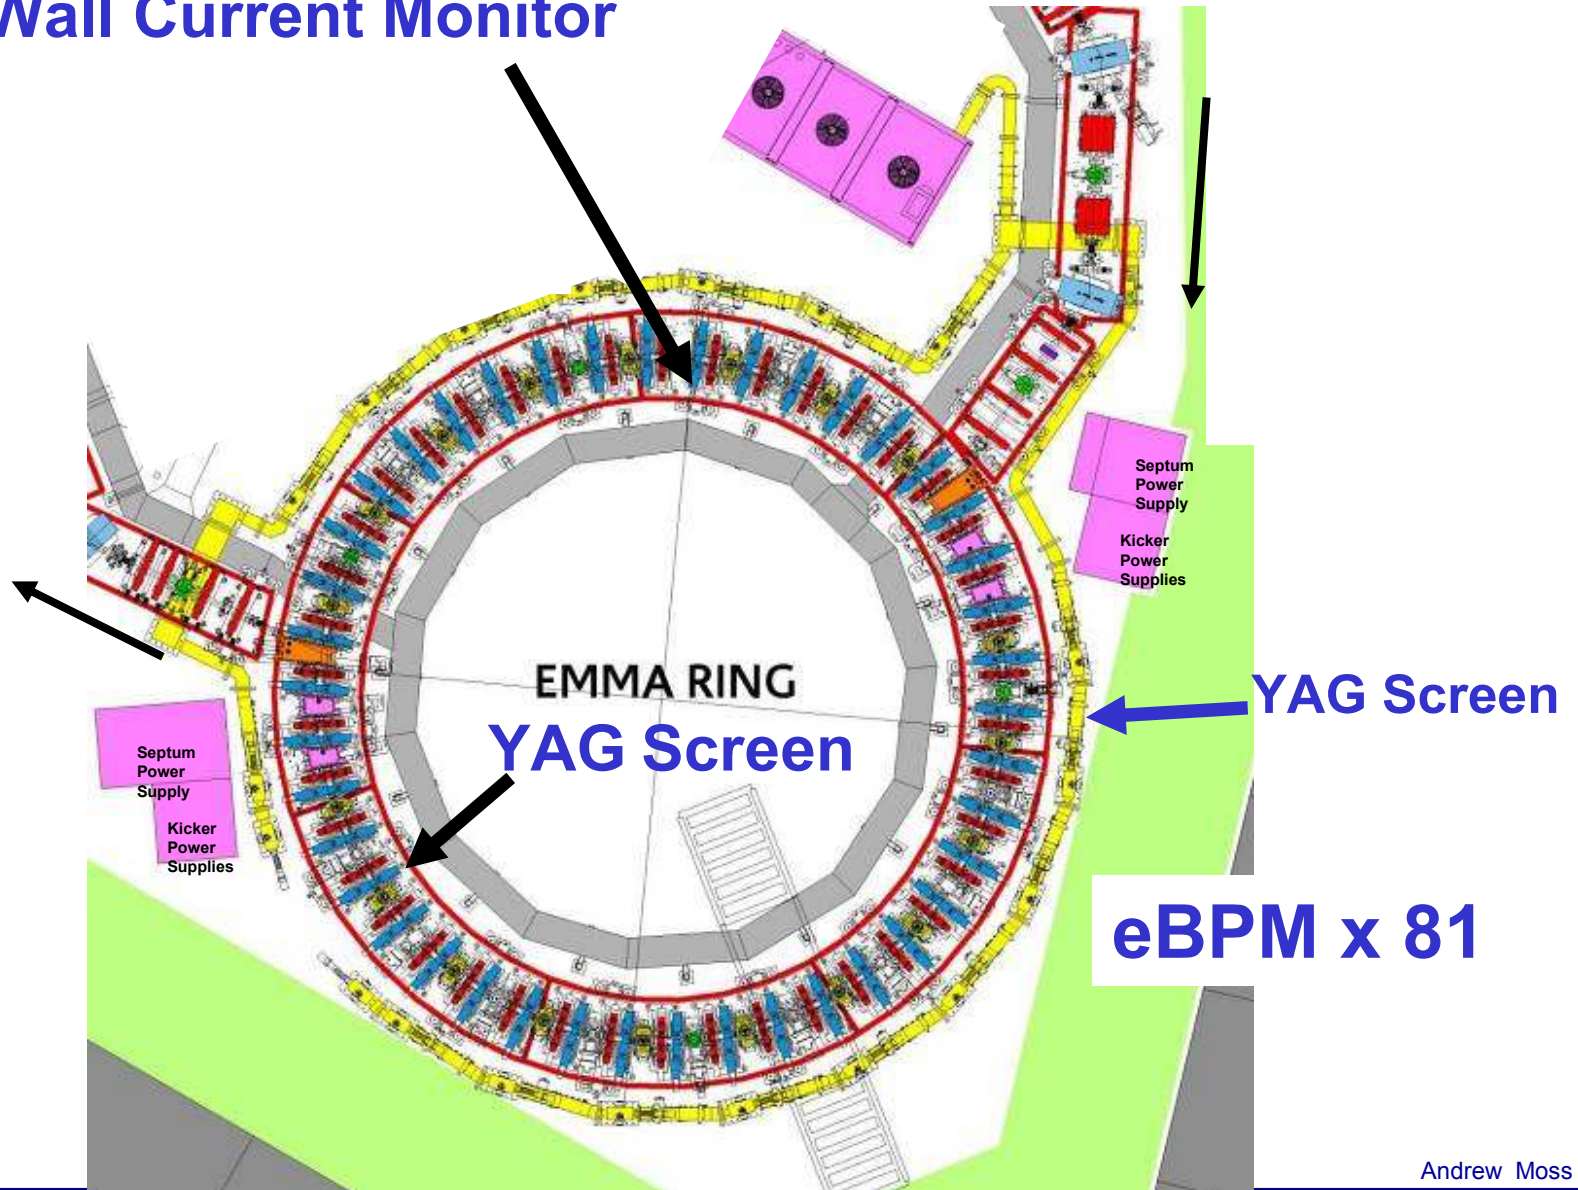 Wall Current Monitor
Septum
Power
Supply
Kicker
Power
Supplies
EMMA RING
YAG Screen
YAG Screen
Septum
Power
Supply
Kicker
Power
Supplies
eBPM x 81
Andrew Moss